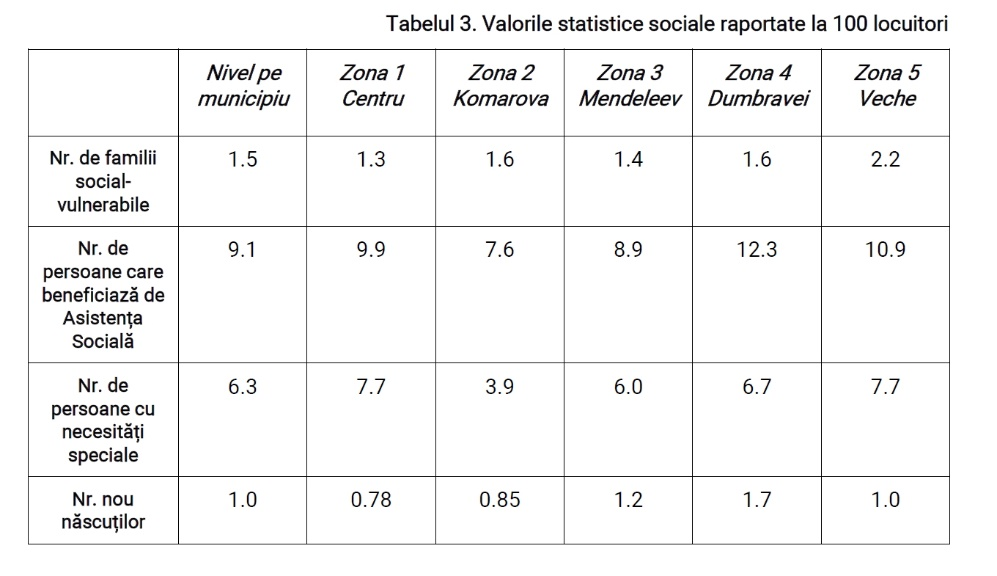 Tabelul 3. Valorile statistice sociale raportate la 100 locuitori
Nivel pe municipiu Zona 1 Centru Zona 2 Komarova Zona 3 Mendeleev Zona 4 Dumbravei Zona 5 Veche
Nr. de familii social-vulnerabile 1.5 1.3 1.6 1.4 1.6 2.2
Nr. de persoane care beneficiază de Asistența Socială 9.1 9.9 7.6 8.9 12.3 10.9
Nr. de persoane cu necesități speciale 6.3 7.7 3.9 6.0 6.7 7.7
Nr. nou născuților 1.0 0.78 0.85 1.2 1.7 1.0